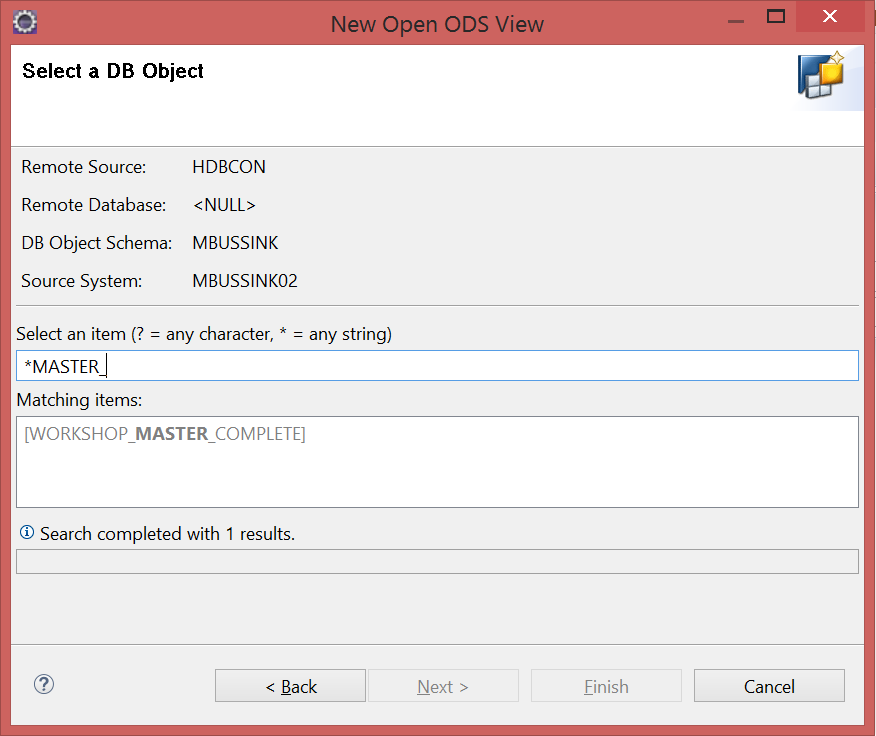 New Open ODS View
Select a DB Object
Remote Source: HDBCON
Remote Database: <NULL>
DB Object Schema: MBUSSINK
Source System: MBUSSINK02
Select an item (? = any character, * = any string)
*MASTER_
Matching items:
[WORKSHOP_MASTER_COMPLETE]
Search completed with 1 results.
< Back Next > Finish Cancel